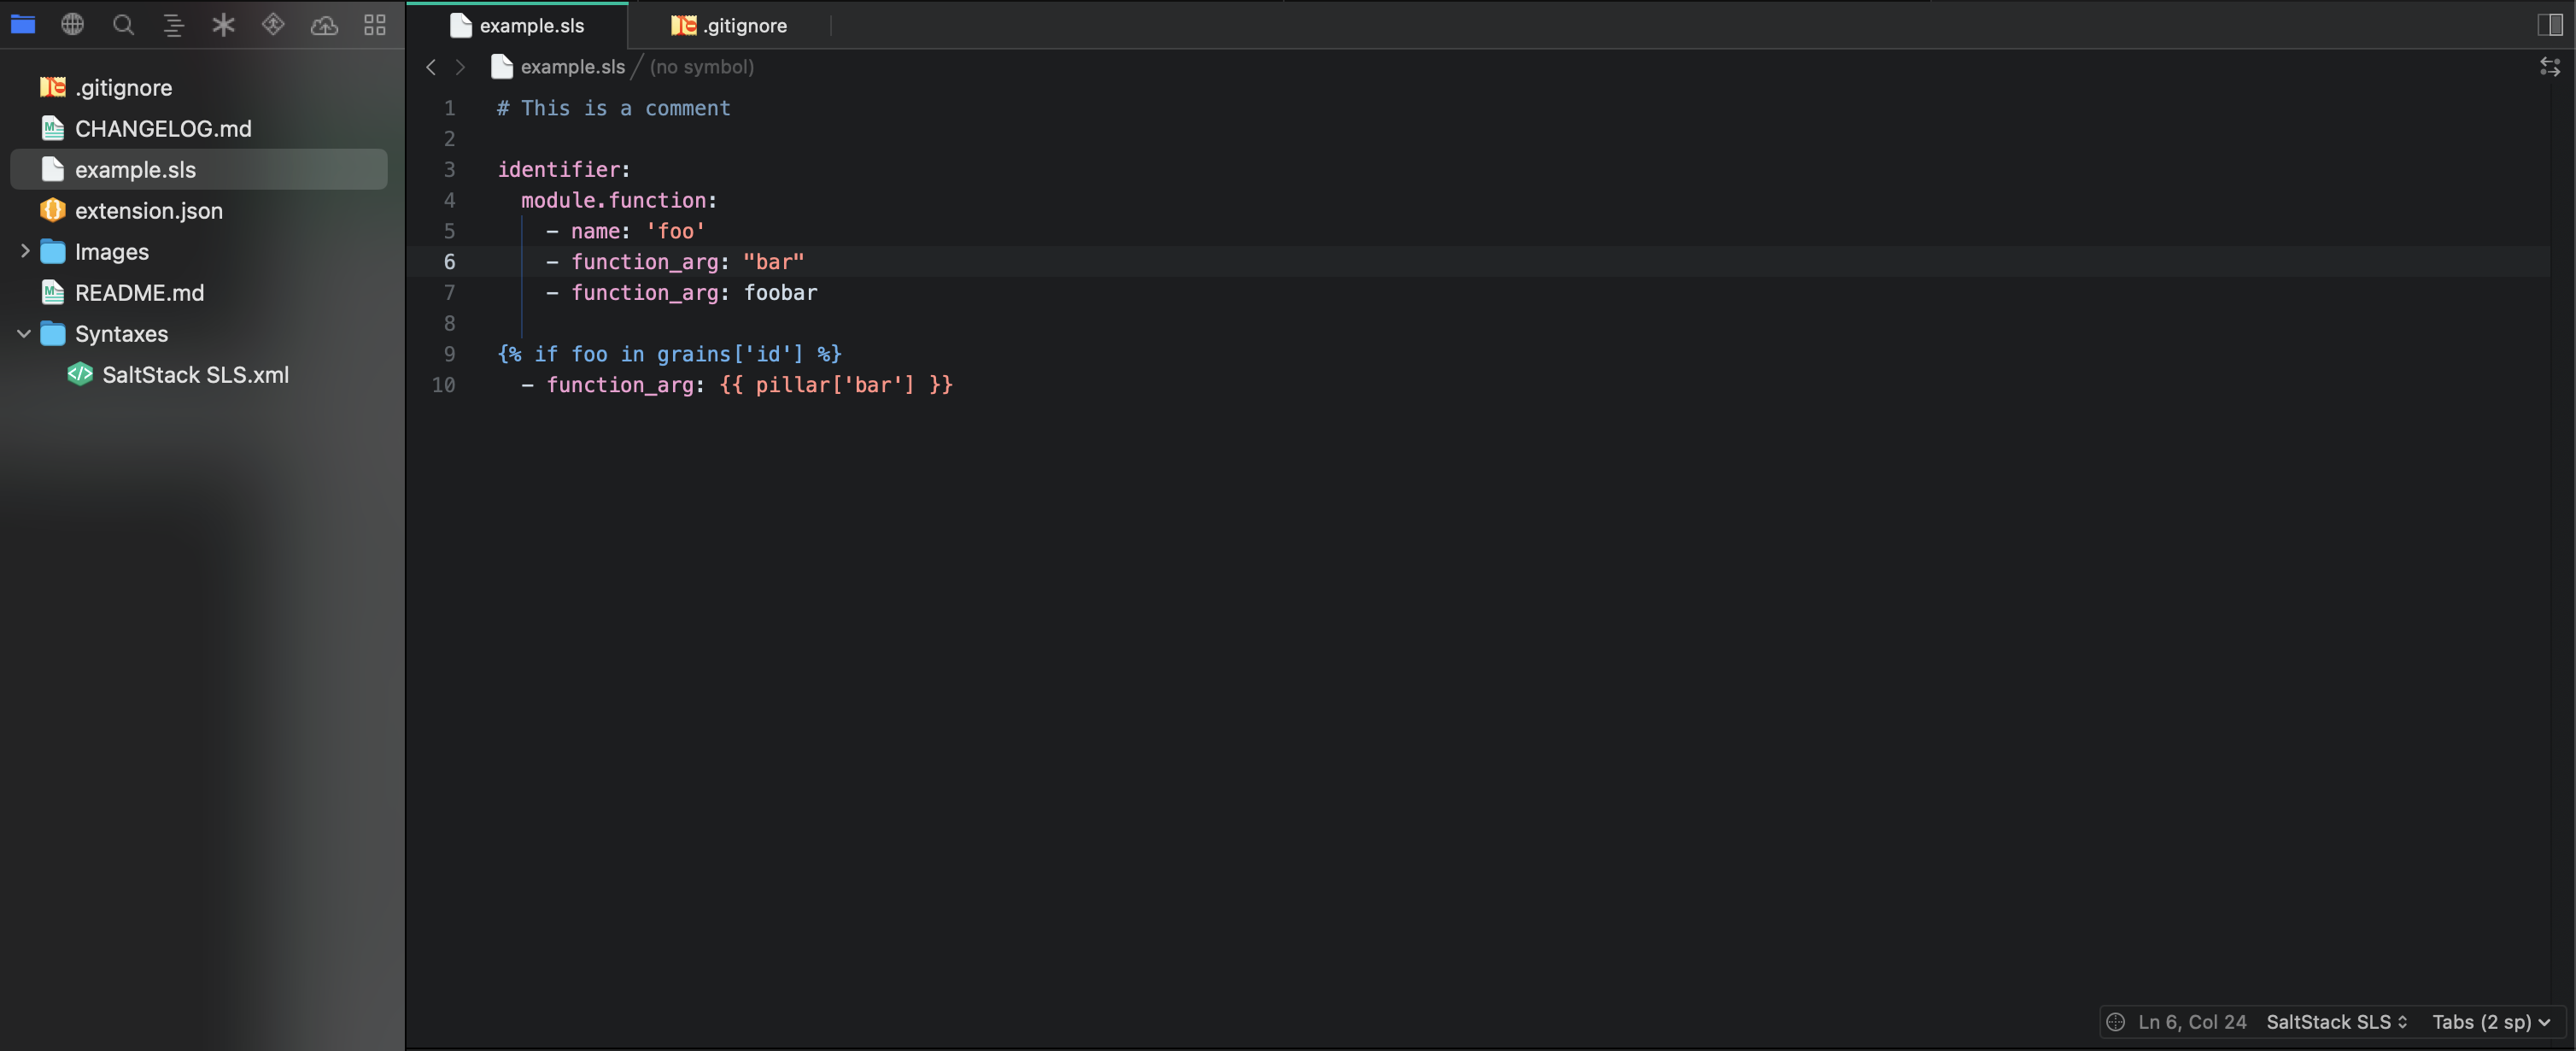 .gitignore
CHANGELOG.md
example.sls
extension.json
Images
README.md
Syntaxes
SaltStack SLS.xml
example.sls
.gitignore
example.sls / (no symbol)
1 # This is a comment
2
3 identifier:
4   module.function:
5     - name: 'foo'
6     - function_arg: "bar"
7     - function_arg: foobar
8
9 {% if foo in grains['id'] %}
10   - function_arg: {{ pillar['bar'] }}
Ln 6, Col 24 SaltStack SLS Tabs (2 sp)